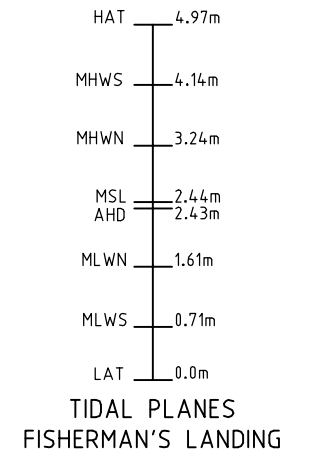 HAT 4.97m
MHWS 4.14m
MHWN 3.24m
MSL 2.44m
AHD 2.43m
MLWN 1.61m
MLWS 0.71m
LAT 0.0m
TIDAL PLANES
FISHERMAN'S LANDING